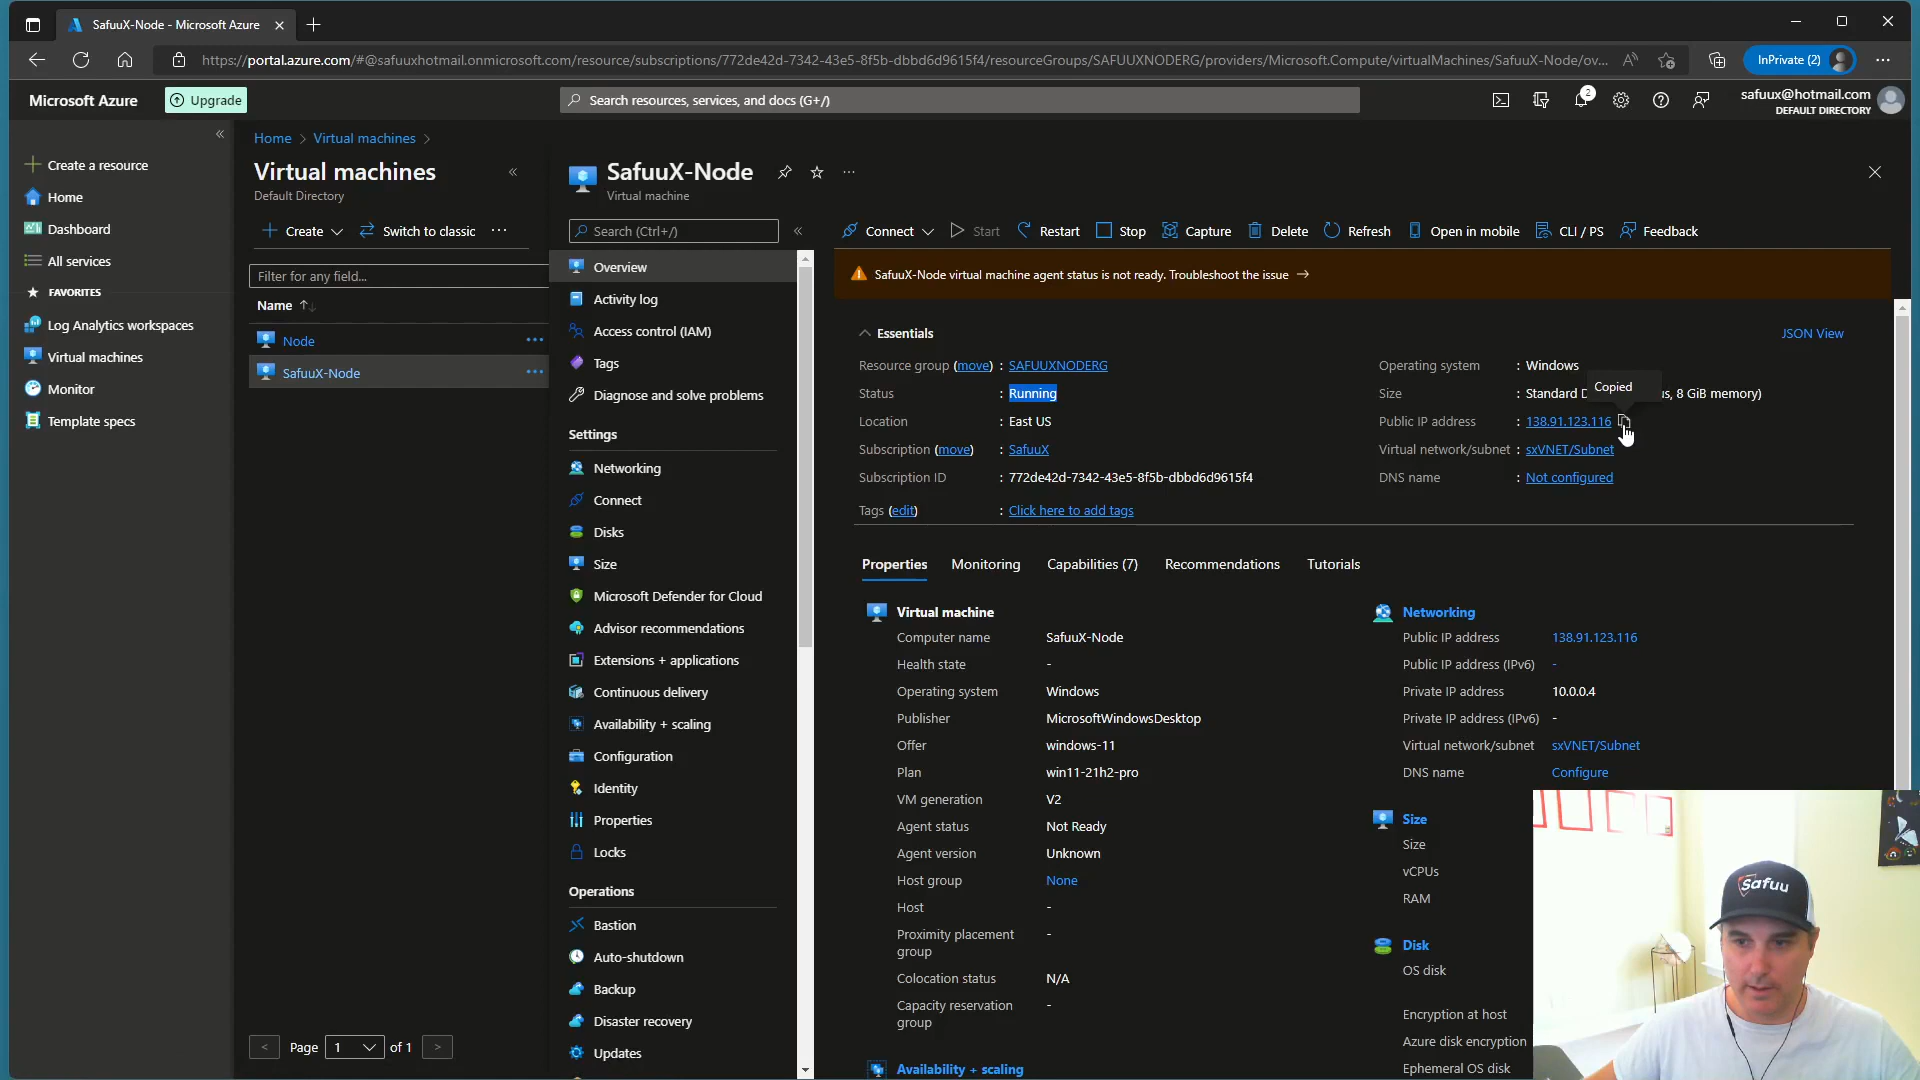 SafuuX-Node - Microsoft Azure
https://portal.azure.com/#@safuuxhotmail.onmicrosoft.com/resource/subscriptions/772de42d-7342-43e5-8f5b-dbbd6d9615f4/resourceGroups/SAFUUXNODERG/providers/Microsoft.Compute/virtualMachines/SafuuX-Node/ov...
InPrivate (2)
Microsoft Azure
Upgrade
Search resources, services, and docs (G+/)
2
safuux@hotmail.com
DEFAULT DIRECTORY
Create a resource
Home
Dashboard
All services
FAVORITES
Log Analytics workspaces
Virtual machines
Monitor
Template specs
Home > Virtual machines >
Virtual machines
Default Directory
Create
Switch to classic
Filter for any field...
Name
Node
SafuuX-Node
Page 1 of 1
SafuuX-Node
Virtual machine
Search (Ctrl+/)
Overview
Activity log
Access control (IAM)
Tags
Diagnose and solve problems
Settings
Networking
Connect
Disks
Size
Microsoft Defender for Cloud
Advisor recommendations
Extensions + applications
Continuous delivery
Availability + scaling
Configuration
Identity
Properties
Locks
Operations
Bastion
Auto-shutdown
Backup
Disaster recovery
Updates
Connect Start Restart Stop Capture Delete Refresh Open in mobile CLI / PS Feedback
SafuuX-Node virtual machine agent status is not ready. Troubleshoot the issue →
Essentials
JSON View
Resource group (move) : SAFUUXNODERG
Status : Running
Location : East US
Subscription (move) : SafuuX
Subscription ID : 772de42d-7342-43e5-8f5b-dbbd6d9615f4
Tags (edit) : Click here to add tags
Operating system : Windows
Copied
Size : Standard us, 8 GiB memory)
Public IP address : 138.91.123.116
Virtual network/subnet : sxVNET/Subnet
DNS name : Not configured
Properties Monitoring Capabilities (7) Recommendations Tutorials
Virtual machine
Computer name SafuuX-Node
Health state -
Operating system Windows
Publisher MicrosoftWindowsDesktop
Offer windows-11
Plan win11-21h2-pro
VM generation V2
Agent status Not Ready
Agent version Unknown
Host group None
Host -
Proximity placement group -
Colocation status N/A
Capacity reservation group -
Availability + scaling
Networking
Public IP address 138.91.123.116
Public IP address (IPv6) -
Private IP address 10.0.0.4
Private IP address (IPv6) -
Virtual network/subnet sxVNET/Subnet
DNS name Configure
Size
Size
vCPUs
RAM
Disk
OS disk
Encryption at host
Azure disk encryption
Ephemeral OS disk
Safuu